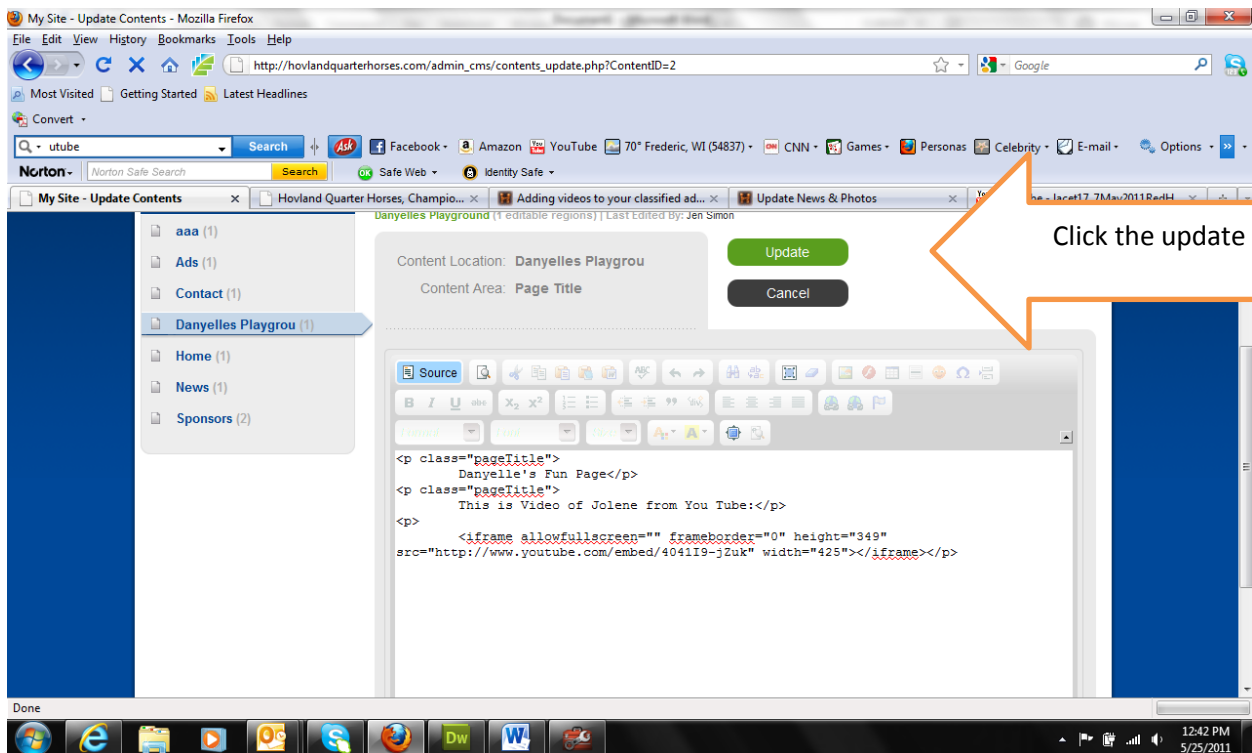 My Site - Update Contents - Mozilla Firefox
File Edit View History Bookmarks Tools Help
http://hovlandquarterhorses.com/admin_cms/contents_update.php?ContentID=2
Google
Most Visited Getting Started Latest Headlines
Convert
utube Search Ask Facebook Amazon YouTube 70° Frederic, WI (54837) CNN Games Personas Celebrity E-mail Options
Norton Norton Safe Search Search OK Safe Web Identity Safe
My Site - Update Contents Hovland Quarter Horses, Champio... Adding videos to your classified ad... Update News & Photos
Danyelles Playground (1 editable regions) | Last Edited By: Jen Simon
aaa (1)
Ads (1)
Contact (1)
Danyelles Playgrou (1)
Home (1)
News (1)
Sponsors (2)
Content Location: Danyelles Playgrou
Content Area: Page Title
Update
Cancel
Click the update
Source
<p class="pageTitle">
Danyelle's Fun Page</p>
<p class="pageTitle">
This is Video of Jolene from You Tube:</p>
<p>
<iframe allowfullscreen="" frameborder="0" height="349"
src="http://www.youtube.com/embed/4041I9-jZuk" width="425"></iframe></p>
Done
Dw
12:42 PM
5/25/2011